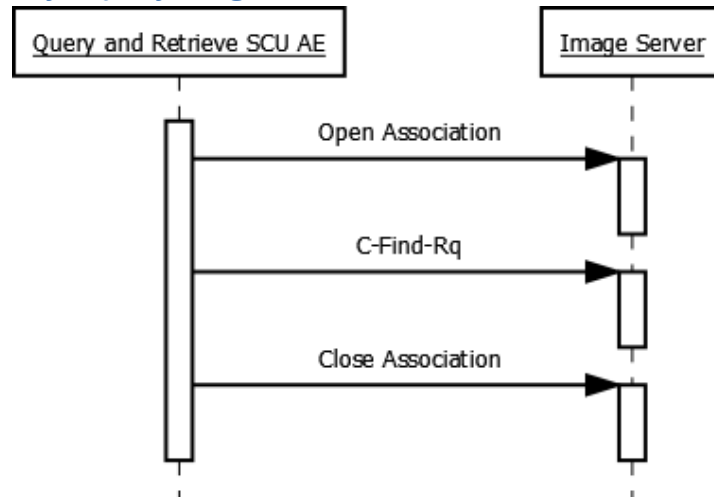 Query and Retrieve SCU AE
Image Server
Open Association
C-Find-Rq
Close Association